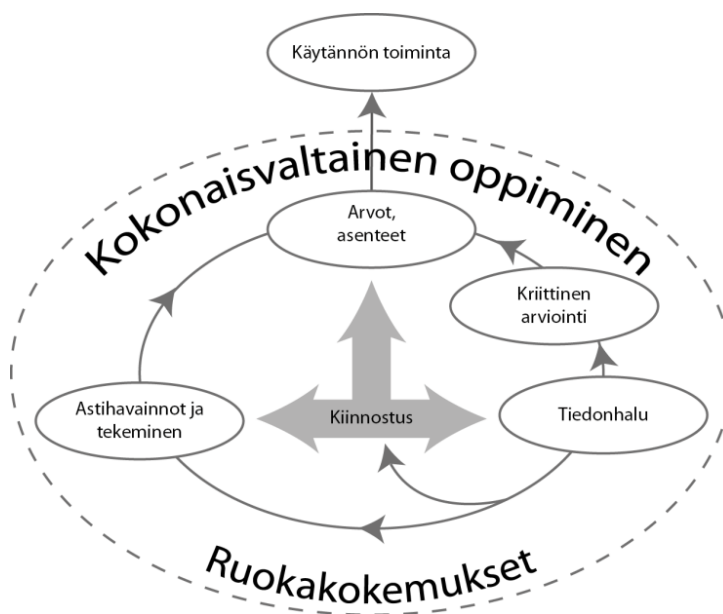 Käytännön toiminta
Kokonaisvaltainen oppiminen
Arvot,
asenteet
Kriittinen
arviointi
Astihavainnot ja
tekeminen
Kiinnostus
Tiedonhalu
Ruokakokemukset